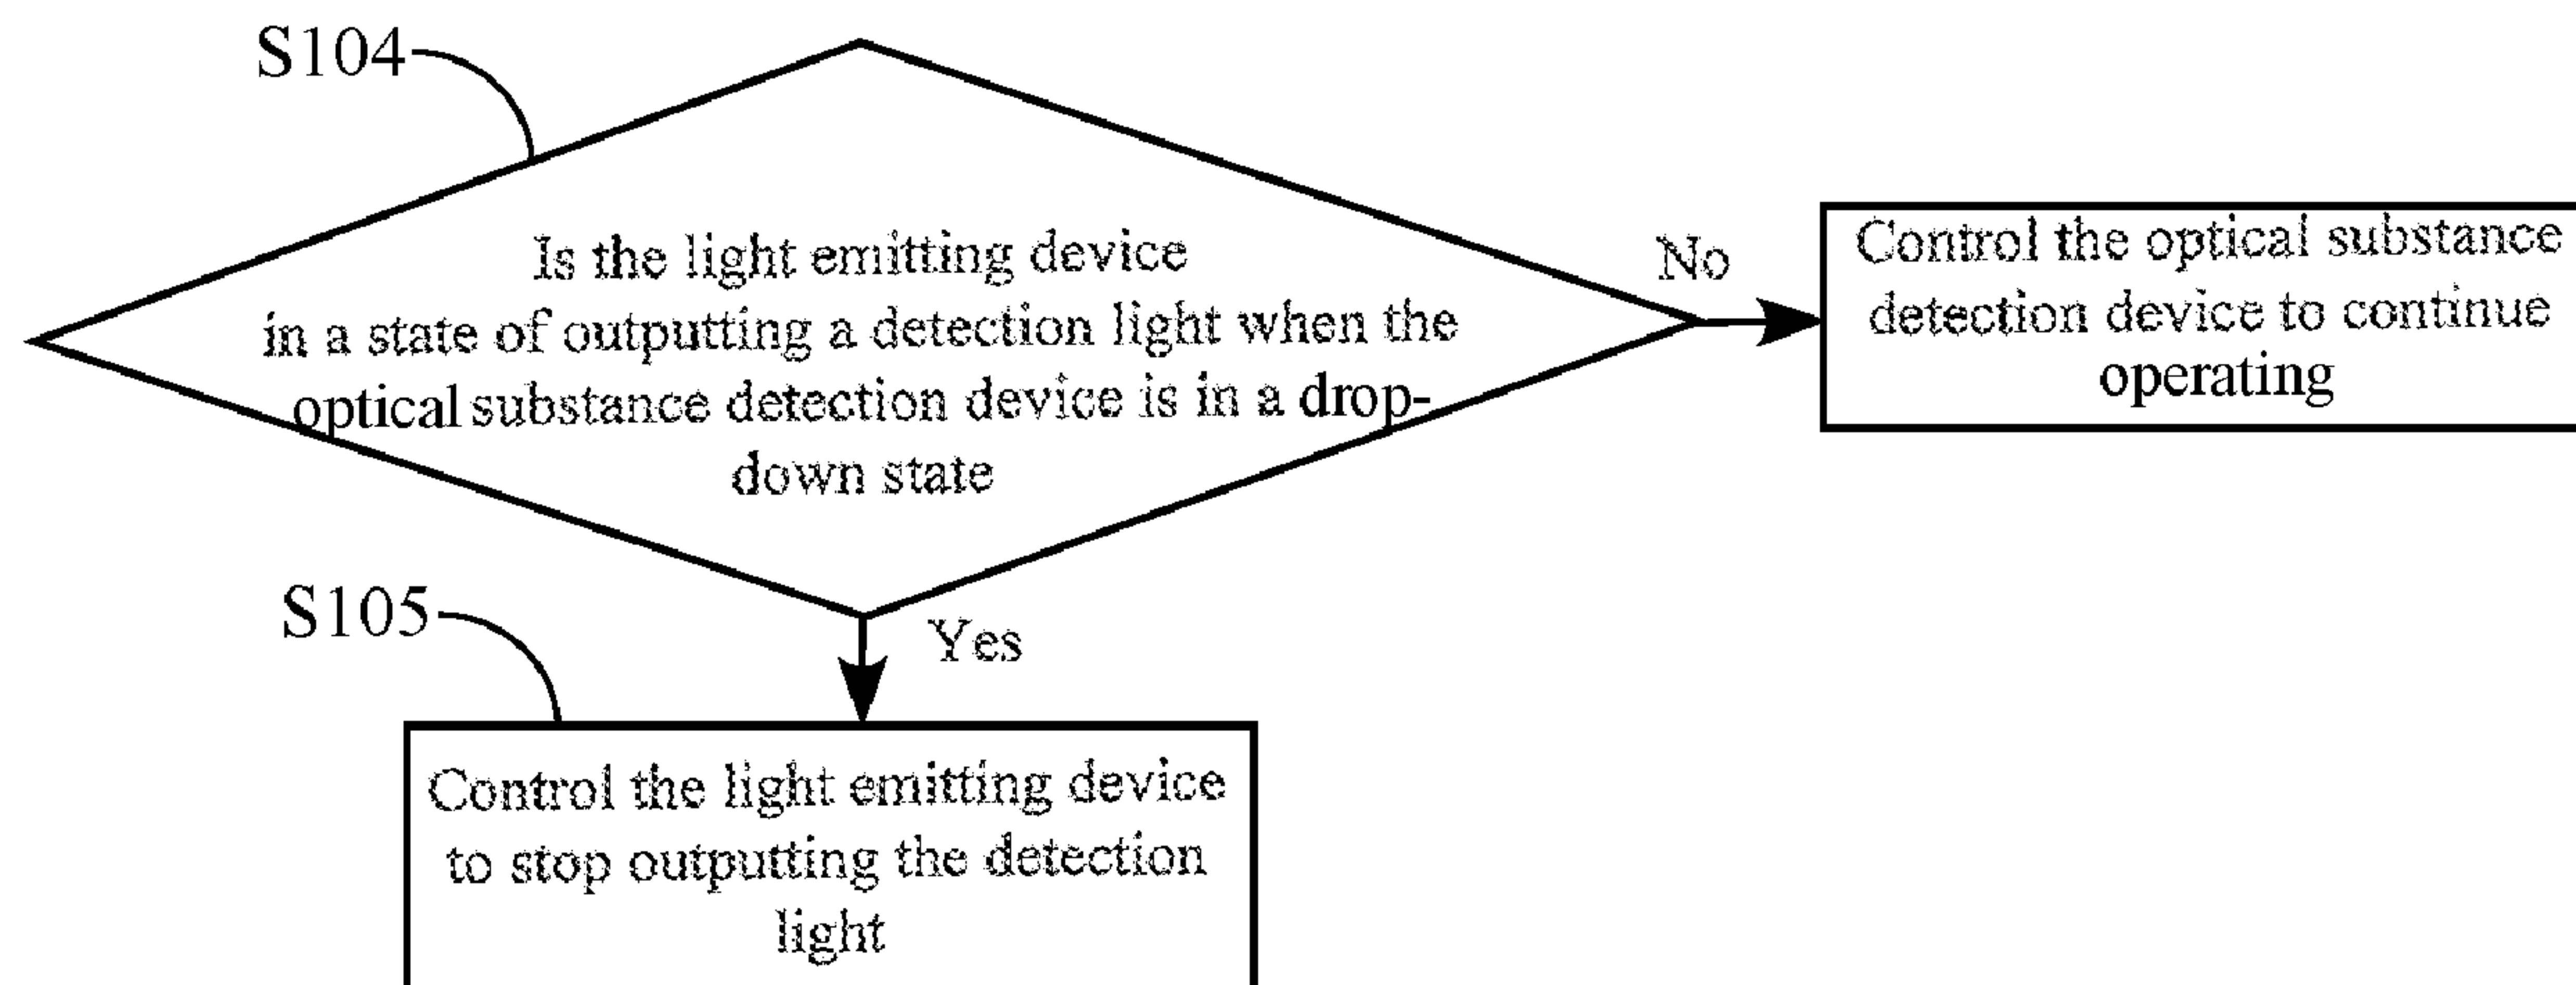 S104
Is the light emitting device
in a state of outputting a detection light when the
optical substance detection device is in a drop-
down state
No
Control the optical substance
detection device to continue
operating
Yes
S105
Control the light emitting device
to stop outputting the detection
light